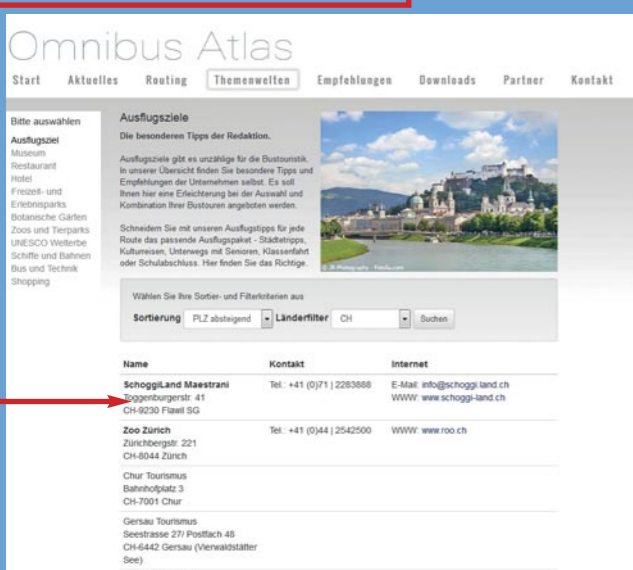 Omnibus Atlas
Start Aktuelles Routing Themenwelten Empfehlungen Downloads Partner Kontakt
Bitte auswählen
Ausflugsziel
Museum
Restaurant
Hotel
Freizeit- und
Erlebnisparks
Botanische Gärten
Zoos und Tierparks
UNESCO Welterbe
Schiffe und Bahnen
Bus und Technik
Shopping
Ausflugsziele
Die besonderen Tipps der Redaktion.
Ausflugsziele gibt es unzählige für die Bustouristik.
In unserer Übersicht finden Sie besondere Tipps und
Empfehlungen der Unternehmen selbst. Es soll
Ihnen hier eine Erleichterung bei der Auswahl und
Kombination Ihrer Bustouren angeboten werden.
Schneidern Sie mit unseren Ausflugstipps für jede
Route das passende Ausflugspaket - Städtetripps,
Kulturreisen, Unterwegs mit Senioren, Klassenfahrt
oder Schulabschluss. Hier finden Sie das Richtige.
© JR Photography - Fotolia.com
Wählen Sie Ihre Sortier- und Filterkriterien aus
Sortierung PLZ absteigend Länderfilter CH Suchen
Name Kontakt Internet
SchoggiLand Maestrani Tel.: +41 (0)71 | 2283888 E-Mail: info@schoggi.land.ch
Toggenburgerstr. 41 WWW: www.schoggi-land.ch
CH-9230 Flawil SG
Zoo Zürich Tel.: +41 (0)44 | 2542500 WWW: www.roo.ch
Zürichbergstr. 221
CH-8044 Zürich
Chur Tourismus
Bahnhofplatz 3
CH-7001 Chur
Gersau Tourismus
Seestrasse 27/ Postfach 48
CH-6442 Gersau (Vierwaldstätter
See)